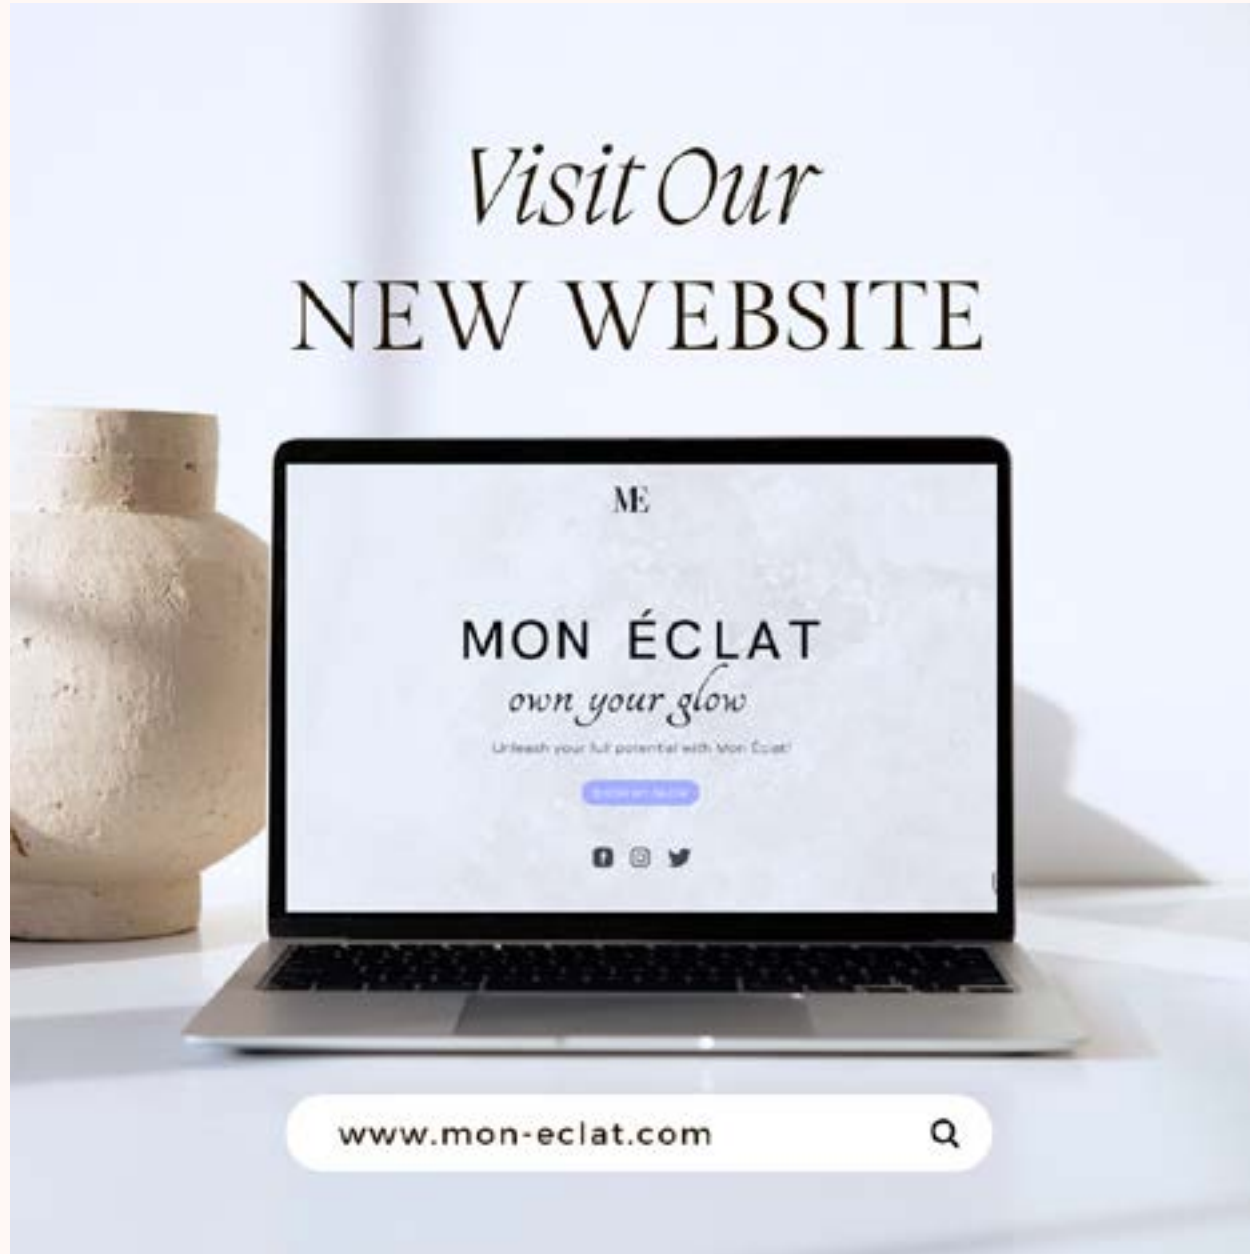 Visit Our
NEW WEBSITE
ME
MON ÉCLAT
own your glow
Unleash your full potential with Mon Éclat!
www.mon-eclat.com